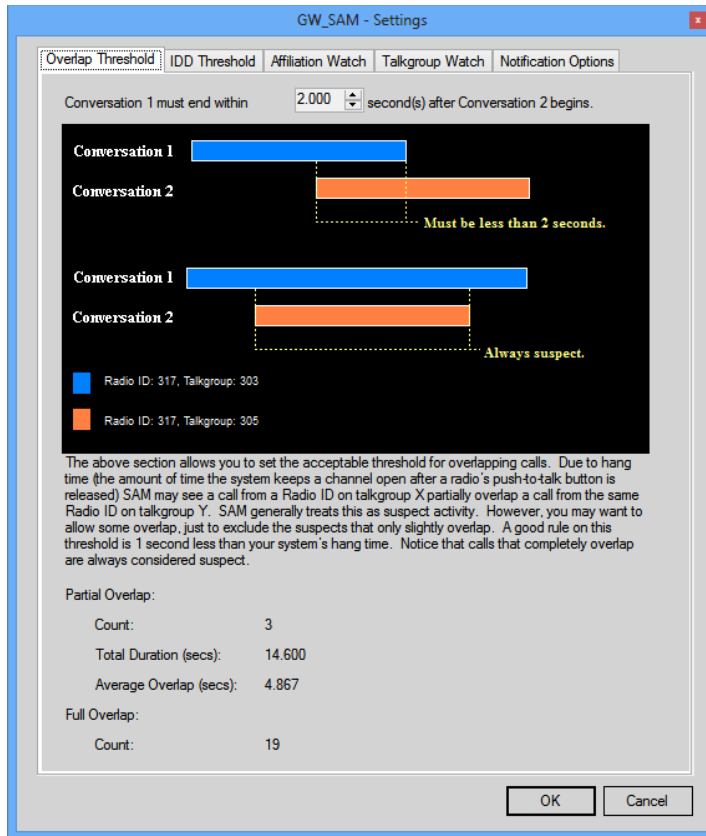 GW_SAM - Settings
x
Overlap Threshold IDD Threshold Affiliation Watch Talkgroup Watch Notification Options
Conversation 1 must end within 2.000 second(s) after Conversation 2 begins.
Conversation 1
Conversation 2
Must be less than 2 seconds.
Conversation 1
Conversation 2
Always suspect.
Radio ID: 317, Talkgroup: 303
Radio ID: 317, Talkgroup: 305
The above section allows you to set the acceptable threshold for overlapping calls. Due to hang
time (the amount of time the system keeps a channel open after a radio's push-to-talk button is
released) SAM may see a call from a Radio ID on talkgroup X partially overlap a call from the same
Radio ID on talkgroup Y. SAM generally treats this as suspect activity. However, you may want to
allow some overlap, just to exclude the suspects that only slightly overlap. A good rule on this
threshold is 1 second less than your system's hang time. Notice that calls that completely overlap
are always considered suspect.
Partial Overlap:
Count: 3
Total Duration (secs): 14.600
Average Overlap (secs): 4.867
Full Overlap:
Count: 19
OK Cancel